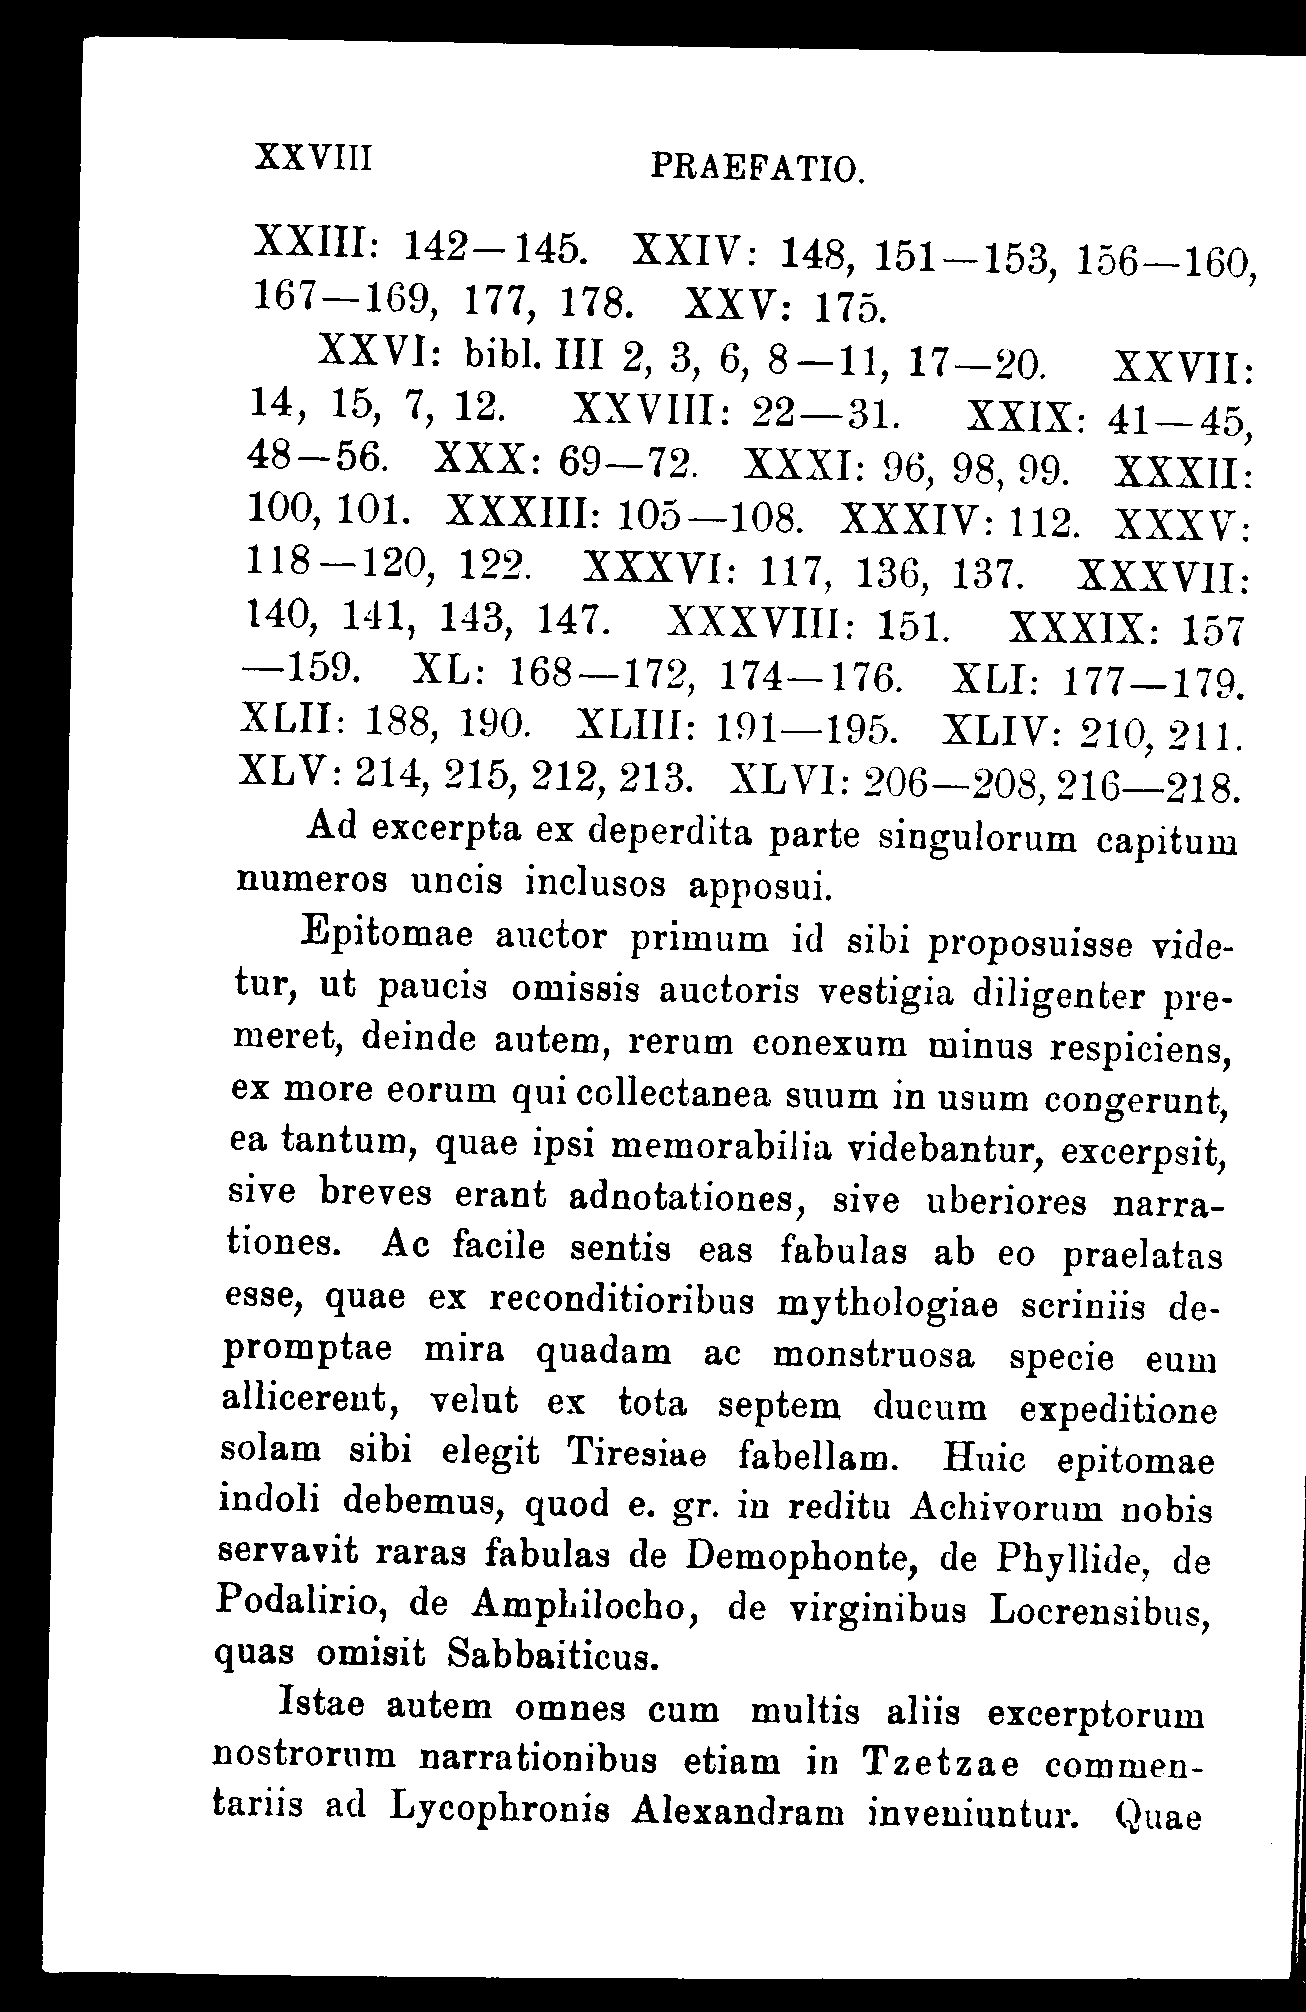 XXVIII PRAEFATIO.
XXIII: 142—145. XXIV: 148, 151—153, 156—160,
167—169, 177, 178. XXV: 175.
XXVI: bibl. III 2, 3, 6, 8—11, 17—20. XXVII:
14, 15, 7, 12. XXVIII: 22—31. XXIX: 41—45,
48—56. XXX: 69—72. XXXI: 96, 98, 99. XXXII:
100, 101. XXXIII: 105—108. XXXIV: 112. XXXV:
118—120, 122. XXXVI: 117, 136, 137. XXXVII:
140, 141, 143, 147. XXXVIII: 151. XXXIX: 157
—159. XL: 168—172, 174—176. XLI: 177—179.
XLII: 188, 190. XLIII: 191—195. XLIV: 210, 211.
XLV: 214, 215, 212, 213. XLVI: 206—208, 216—218.
Ad excerpta ex deperdita parte singulorum capitum
numeros uncis inclusos apposui.
Epitomae auctor primum id sibi proposuisse vide-
tur, ut paucis omissis auctoris vestigia diligenter pre-
meret, deinde autem, rerum conexum minus respiciens,
ex more eorum qui collectanea suum in usum congerunt,
ea tantum, quae ipsi memorabilia videbantur, excerpsit,
sive breves erant adnotationes, sive uberiores narra-
tiones. Ac facile sentis eas fabulas ab eo praelatas
esse, quae ex reconditioribus mythologiae scriniis de-
promptae mira quadam ac monstruosa specie eum
allicerent, velut ex tota septem ducum expeditione
solam sibi elegit Tiresiae fabellam. Huic epitomae
indoli debemus, quod e. gr. in reditu Achivorum nobis
servavit raras fabulas de Demophonte, de Phyllide, de
Podalirio, de Amphilocho, de virginibus Locrensibus,
quas omisit Sabbaiticus.
Istae autem omnes cum multis aliis excerptorum
nostrorum narrationibus etiam in Tzetzae commen-
tariis ad Lycophronis Alexandram inveniuntur. Quae